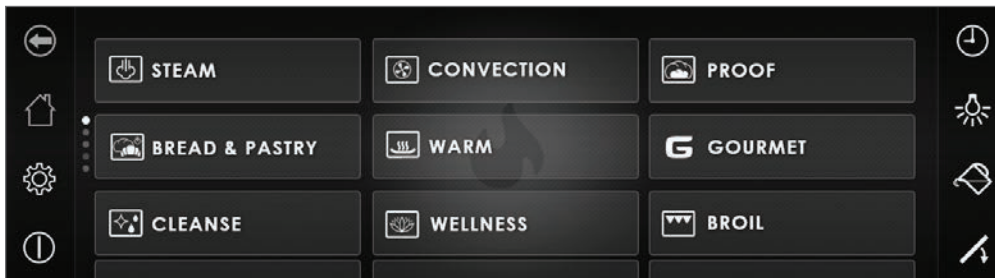 STEAM CONVECTION PROOF
BREAD & PASTRY WARM G GOURMET
CLEANSE WELLNESS BROIL